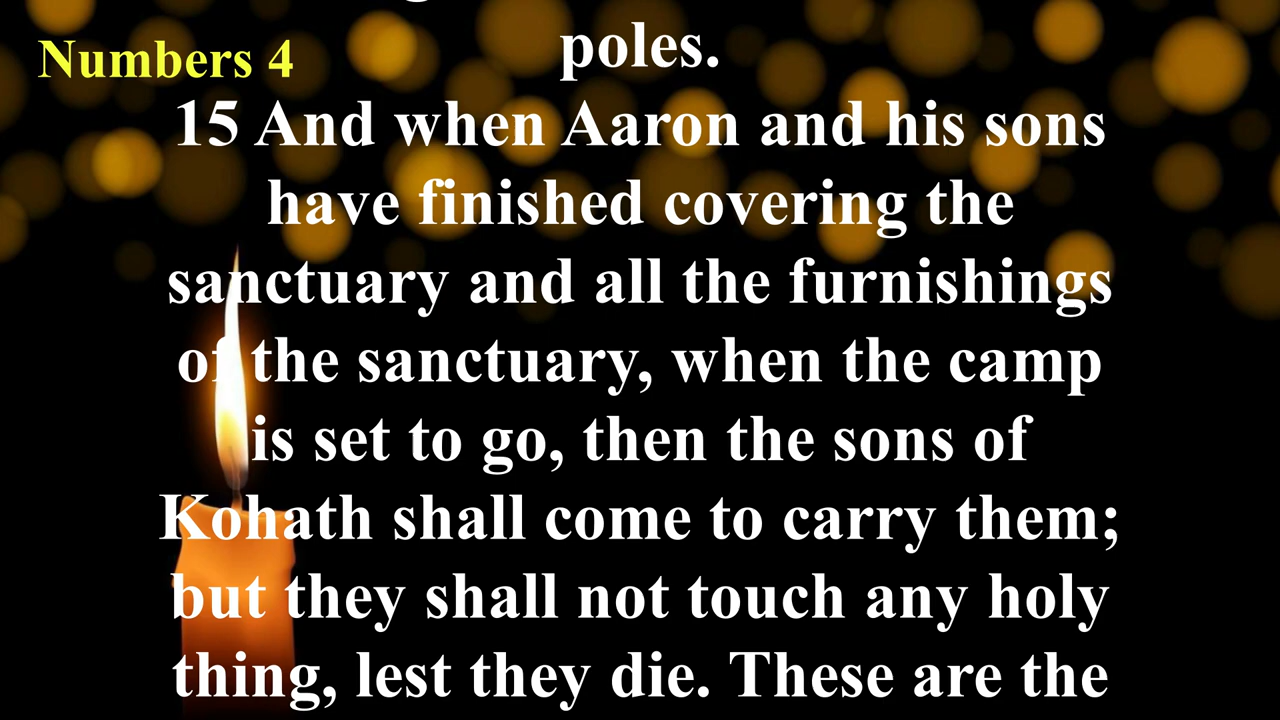 Numbers 4
poles.
15 And when Aaron and his sons
have finished covering the
sanctuary and all the furnishings
of the sanctuary, when the camp
is set to go, then the sons of
Kohath shall come to carry them;
but they shall not touch any holy
thing, lest they die. These are the